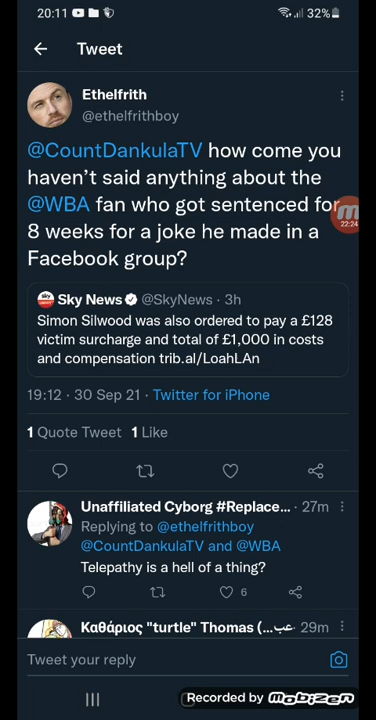 20:11
32%
Tweet
Ethelfrith
@ethelfrithboy
@CountDankulaTV how come you
haven't said anything about the
@WBA fan who got sentenced for
8 weeks for a joke he made in a
Facebook group?
22:24
Sky News @SkyNews · 3h
Simon Silwood was also ordered to pay a £128
victim surcharge and total of £1,000 in costs
and compensation trib.al/LoahLAn
19:12 · 30 Sep 21 · Twitter for iPhone
1 Quote Tweet 1 Like
Unaffiliated Cyborg #Replace... · 27m
Replying to @ethelfrithboy
@CountDankulaTV and @WBA
Telepathy is a hell of a thing?
6
Καθάριος "turtle" Thomas (...عب · 29m
Tweet your reply
Recorded by Mobizen